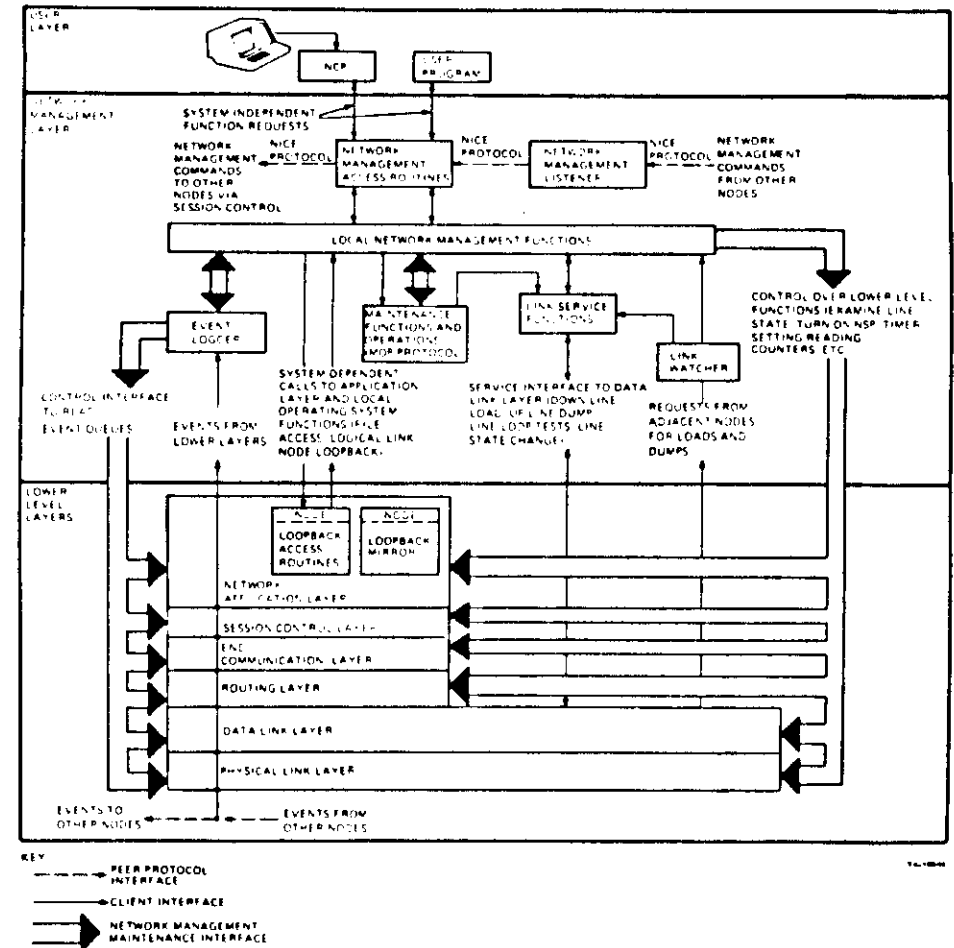 USER
LAYER
NCP
USER
PROGRAM
NETWORK
MANAGEMENT
LAYER
SYSTEM INDEPENDENT
FUNCTION REQUESTS
NETWORK
MANAGEMENT
COMMANDS
TO OTHER
NODES VIA
SESSION CONTROL
NICE
PROTOCOL
NETWORK
MANAGEMENT
ACCESS ROUTINES
NICE
PROTOCOL
NETWORK
MANAGEMENT
LISTENER
NICE
PROTOCOL
NETWORK
MANAGEMENT
COMMANDS
FROM OTHER
NODES
LOCAL NETWORK MANAGEMENT FUNCTIONS
EVENT
LOGGER
MAINTENANCE
FUNCTIONS AND
OPERATIONS
(MOP PROTOCOL)
LINK SERVICE
FUNCTIONS
LINK
WATCHER
CONTROL OVER LOWER LEVEL
FUNCTIONS (EXAMINE LINE
STATE, TURN ON NSP, TIMER
SETTING READING
COUNTERS, ETC
CONTROL INTERFACE
TO READ
EVENT QUEUES
EVENTS FROM
LOWER LAYERS
SYSTEM DEPENDENT
CALLS TO APPLICATION
LAYER AND LOCAL
OPERATING SYSTEM
FUNCTIONS (FILE
ACCESS, LOGICAL LINK
NODE LOOPBACK)
SERVICE INTERFACE TO DATA
LINK LAYER (DOWN LINE
LOAD, UP LINE DUMP
LINE LOOP TESTS, LINE
STATE CHANGE)
REQUESTS FROM
ADJACENT NODES
FOR LOADS AND
DUMPS
LOWER
LEVEL
LAYERS
NODE
LOOPBACK
ACCESS
ROUTINES
NODE
LOOPBACK
MIRROR
NETWORK
APPLICATION LAYER
SESSION CONTROL LAYER
END
COMMUNICATION LAYER
ROUTING LAYER
DATA LINK LAYER
PHYSICAL LINK LAYER
EVENTS TO
OTHER NODES
EVENTS FROM
OTHER NODES
KEY
PEER PROTOCOL
INTERFACE
CLIENT INTERFACE
NETWORK MANAGEMENT
MAINTENANCE INTERFACE